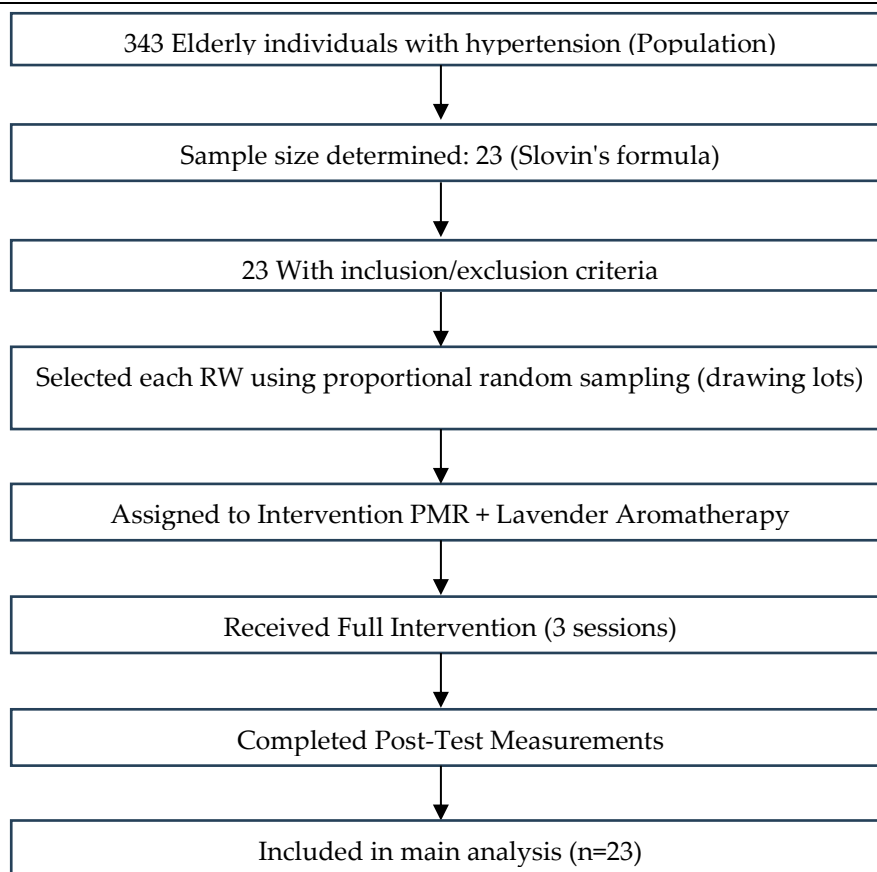 343 Elderly individuals with hypertension (Population)
Sample size determined: 23 (Slovin's formula)
23 With inclusion/exclusion criteria
Selected each RW using proportional random sampling (drawing lots)
Assigned to Intervention PMR + Lavender Aromatherapy
Received Full Intervention (3 sessions)
Completed Post-Test Measurements
Included in main analysis (n=23)